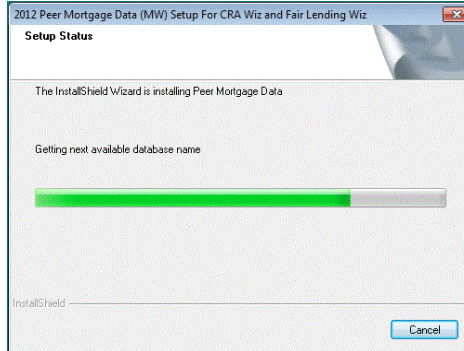 2012 Peer Mortgage Data (MW) Setup For CRA Wiz and Fair Lending Wiz
Setup Status
The InstallShield Wizard is installing Peer Mortgage Data
Getting next available database name
InstallShield
Cancel